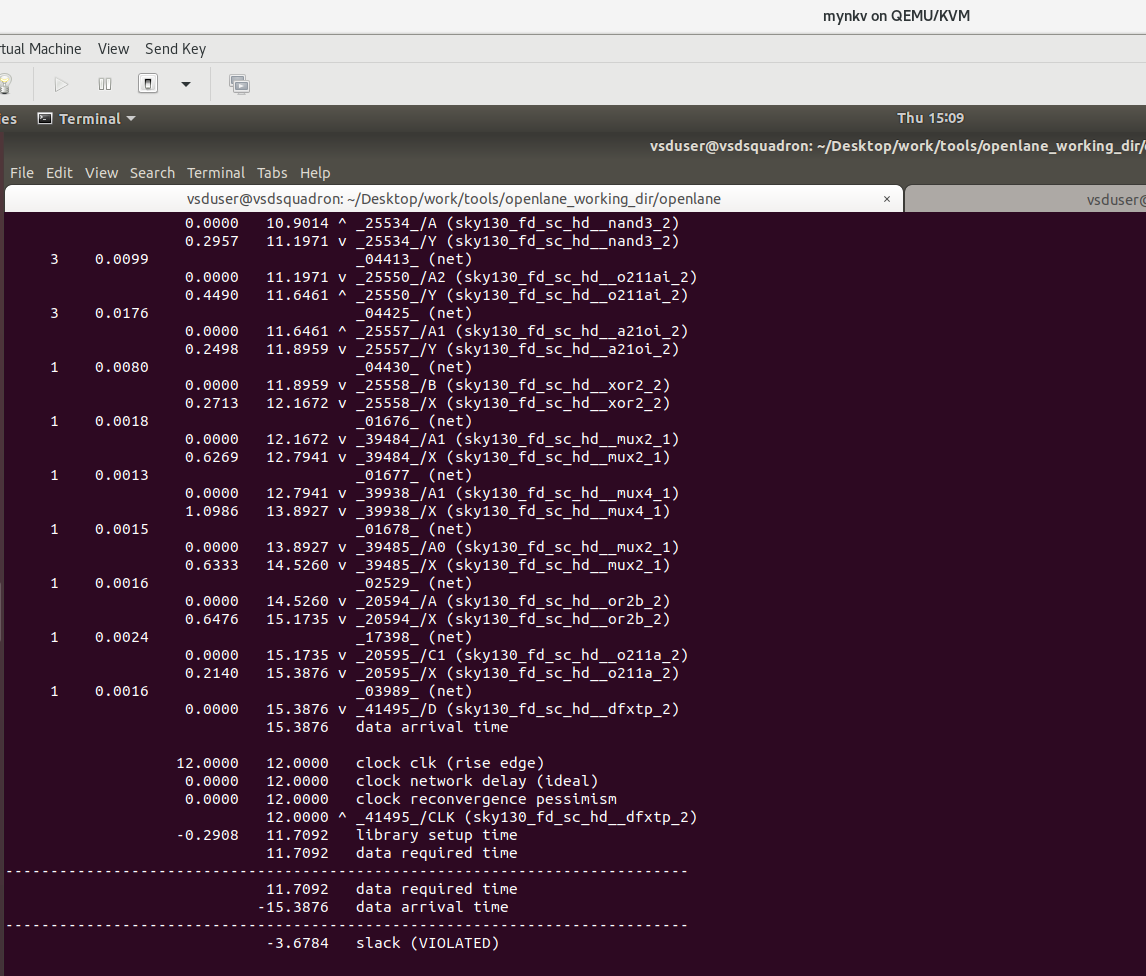 mynkv on QEMU/KVM
rtual Machine View Send Key
es Terminal Thu 15:09
vsduser@vsdsquadron: ~/Desktop/work/tools/openlane_working_dir/
File Edit View Search Terminal Tabs Help
vsduser@vsdsquadron: ~/Desktop/work/tools/openlane_working_dir/openlane × vsduser@
0.0000 10.9014 ^ _25534_/A (sky130_fd_sc_hd__nand3_2)
0.2957 11.1971 v _25534_/Y (sky130_fd_sc_hd__nand3_2)
3 0.0099 _04413_ (net)
0.0000 11.1971 v _25550_/A2 (sky130_fd_sc_hd__o211ai_2)
0.4490 11.6461 ^ _25550_/Y (sky130_fd_sc_hd__o211ai_2)
3 0.0176 _04425_ (net)
0.0000 11.6461 ^ _25557_/A1 (sky130_fd_sc_hd__a21oi_2)
0.2498 11.8959 v _25557_/Y (sky130_fd_sc_hd__a21oi_2)
1 0.0080 _04430_ (net)
0.0000 11.8959 v _25558_/B (sky130_fd_sc_hd__xor2_2)
0.2713 12.1672 v _25558_/X (sky130_fd_sc_hd__xor2_2)
1 0.0018 _01676_ (net)
0.0000 12.1672 v _39484_/A1 (sky130_fd_sc_hd__mux2_1)
0.6269 12.7941 v _39484_/X (sky130_fd_sc_hd__mux2_1)
1 0.0013 _01677_ (net)
0.0000 12.7941 v _39938_/A1 (sky130_fd_sc_hd__mux4_1)
1.0986 13.8927 v _39938_/X (sky130_fd_sc_hd__mux4_1)
1 0.0015 _01678_ (net)
0.0000 13.8927 v _39485_/A0 (sky130_fd_sc_hd__mux2_1)
0.6333 14.5260 v _39485_/X (sky130_fd_sc_hd__mux2_1)
1 0.0016 _02529_ (net)
0.0000 14.5260 v _20594_/A (sky130_fd_sc_hd__or2b_2)
0.6476 15.1735 v _20594_/X (sky130_fd_sc_hd__or2b_2)
1 0.0024 _17398_ (net)
0.0000 15.1735 v _20595_/C1 (sky130_fd_sc_hd__o211a_2)
0.2140 15.3876 v _20595_/X (sky130_fd_sc_hd__o211a_2)
1 0.0016 _03989_ (net)
0.0000 15.3876 v _41495_/D (sky130_fd_sc_hd__dfxtp_2)
15.3876 data arrival time
12.0000 12.0000 clock clk (rise edge)
0.0000 12.0000 clock network delay (ideal)
0.0000 12.0000 clock reconvergence pessimism
12.0000 ^ _41495_/CLK (sky130_fd_sc_hd__dfxtp_2)
-0.2908 11.7092 library setup time
11.7092 data required time
-----------------------------------------------------------------------------
11.7092 data required time
-15.3876 data arrival time
-----------------------------------------------------------------------------
-3.6784 slack (VIOLATED)